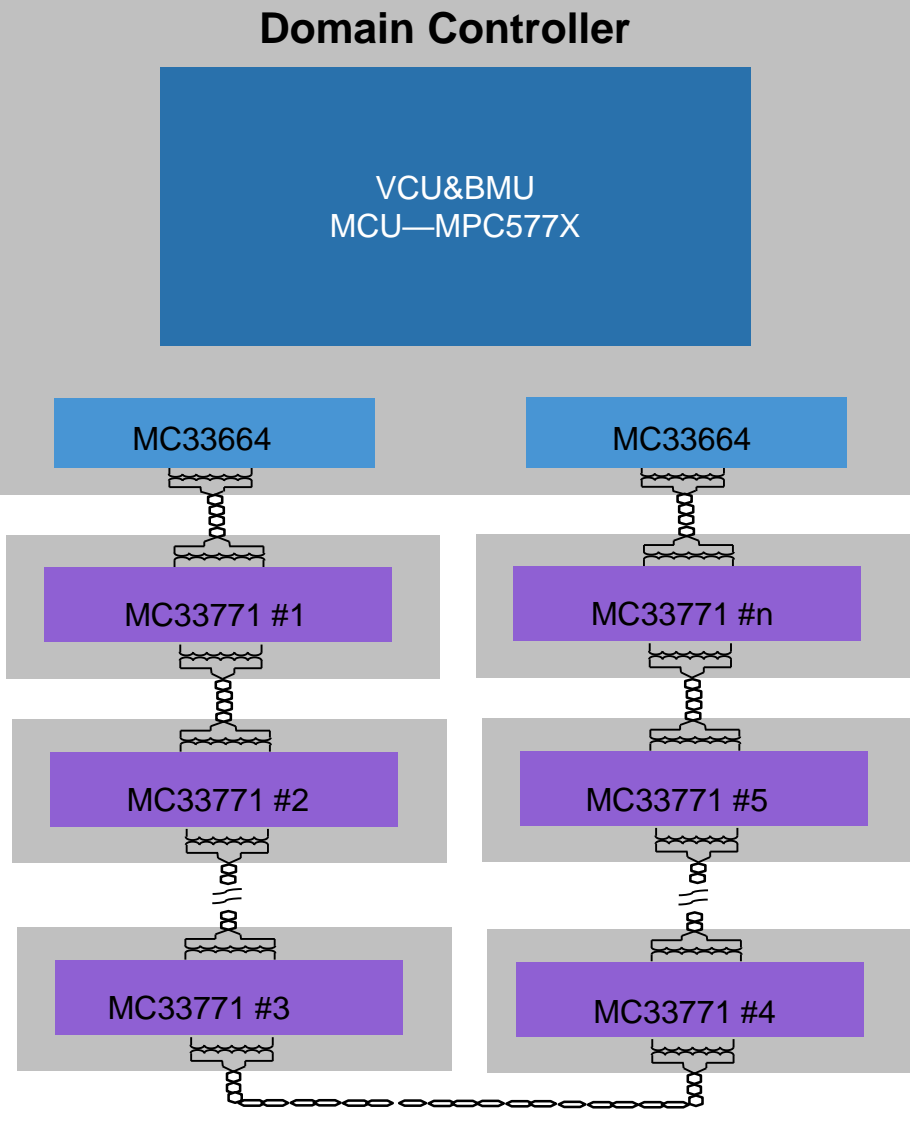 Domain Controller
VCU&BMU
MCU—MPC577X
MC33664
MC33664
MC33771 #1
MC33771 #n
MC33771 #2
MC33771 #5
MC33771 #3
MC33771 #4